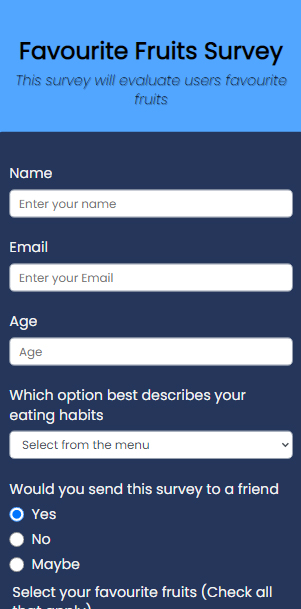 Favourite Fruits Survey
This survey will evaluate users favourite
fruits
Name
Enter your name
Email
Enter your Email
Age
Age
Which option best describes your
eating habits
Select from the menu
Would you send this survey to a friend
Yes
No
Maybe
Select your favourite fruits (Check all
that apply)